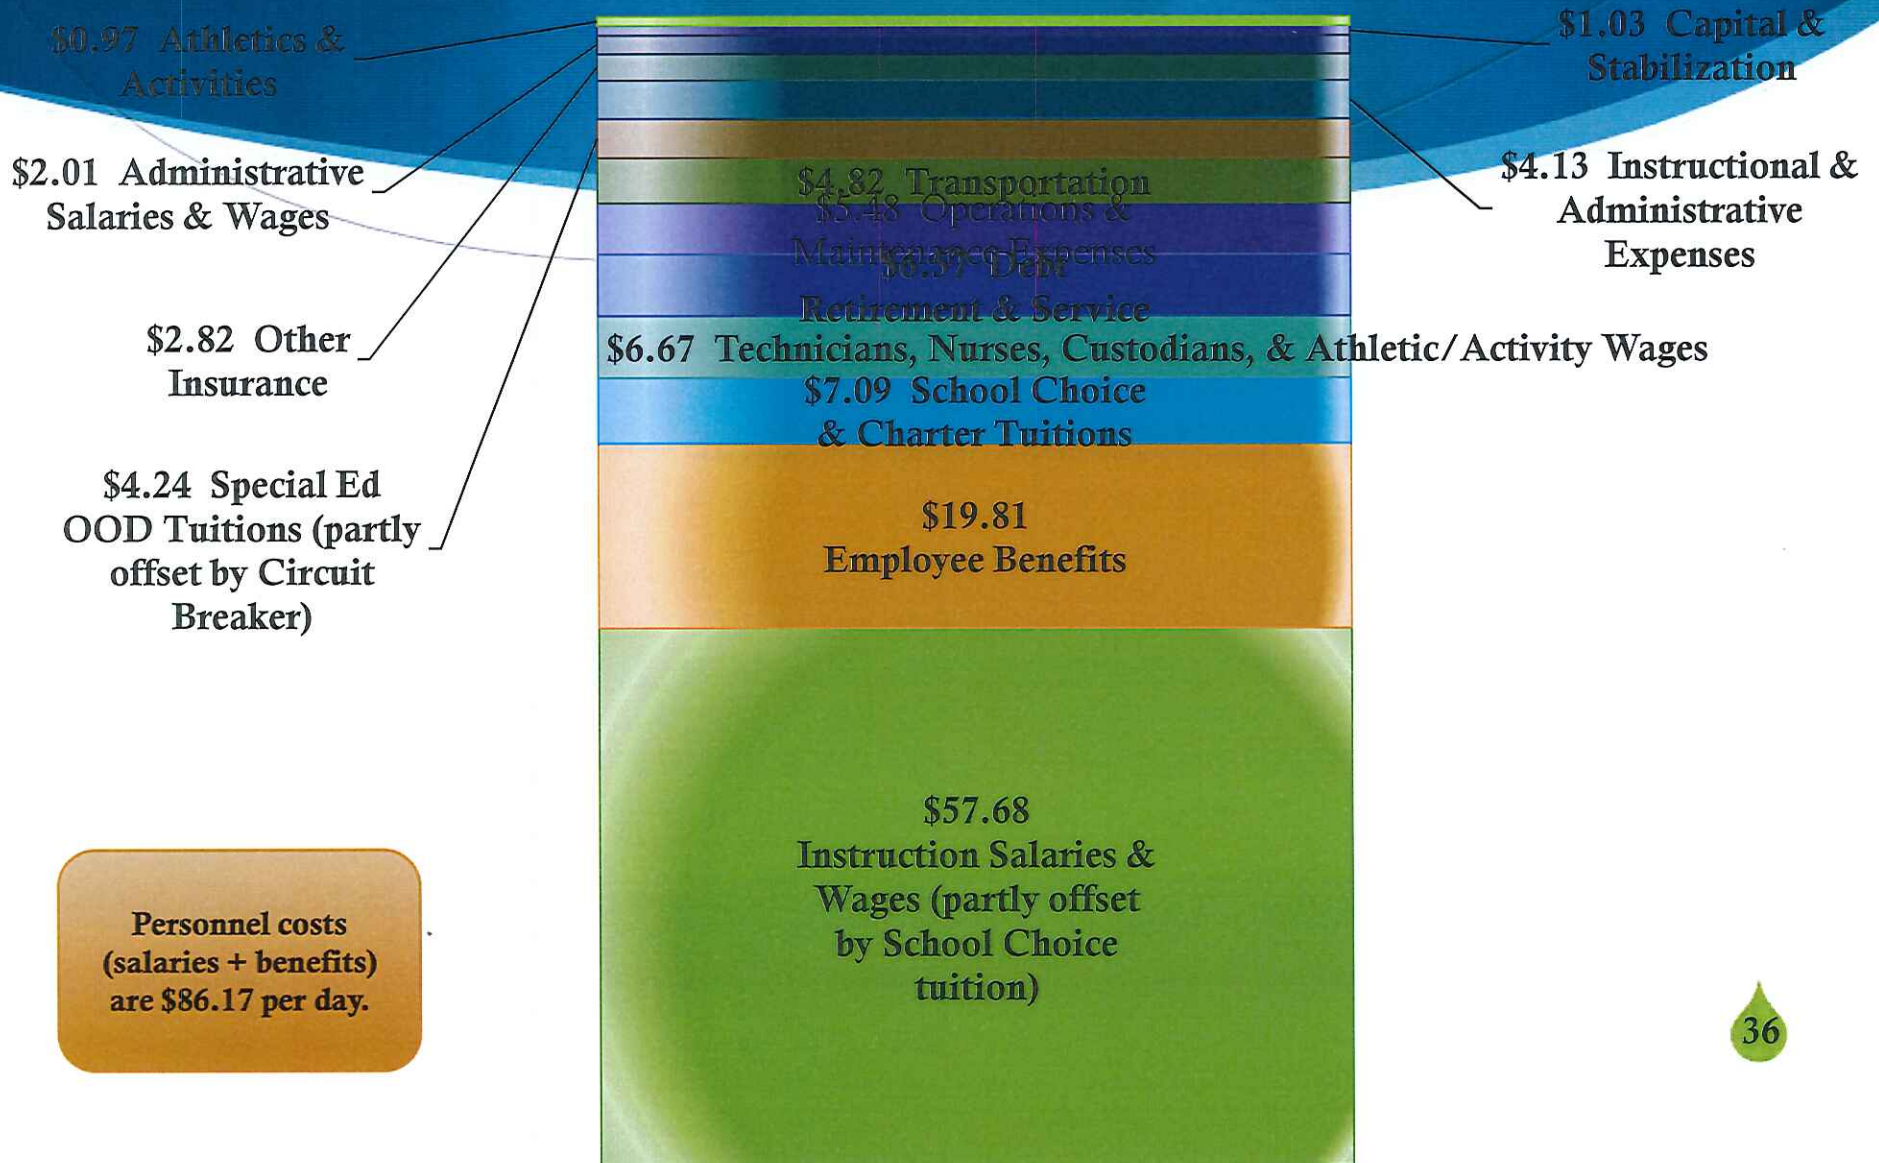 $0.97 Athletics &
Activities
$1.03 Capital &
Stabilization
$2.01 Administrative
Salaries & Wages
$4.13 Instructional &
Administrative
Expenses
$2.82 Other
Insurance
$4.24 Special Ed
OOD Tuitions (partly
offset by Circuit
Breaker)
$4.82 Transportation
$5.48 Operations &
Maintenance Expenses
Debt
Retirement & Service
$6.67 Technicians, Nurses, Custodians, & Athletic/Activity Wages
$7.09 School Choice
& Charter Tuitions
$19.81
Employee Benefits
$57.68
Instruction Salaries &
Wages (partly offset
by School Choice
tuition)
Personnel costs
(salaries + benefits)
are $86.17 per day.
36